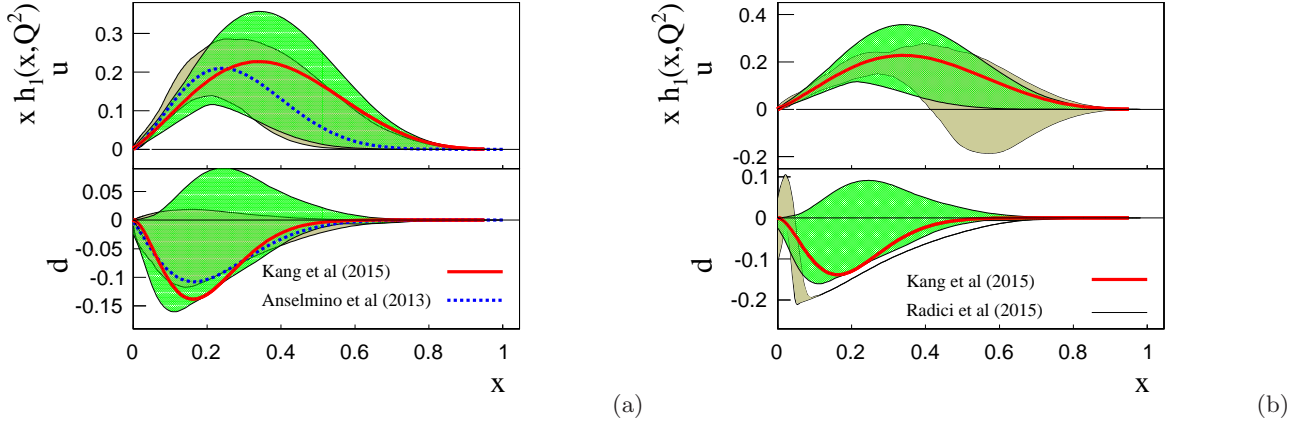 x h₁(x,Q²)
u
0.3
0.2
0.1
0
d
0.05
0
-0.05
-0.1
-0.15
Kang et al (2015)
Anselmino et al (2013)
0 0.2 0.4 0.6 0.8 1
x
(a)
x h₁(x,Q²)
u
0.4
0.2
0
-0.2
d
0.1
0
-0.1
-0.2
Kang et al (2015)
Radici et al (2015)
0 0.2 0.4 0.6 0.8 1
x
(b)